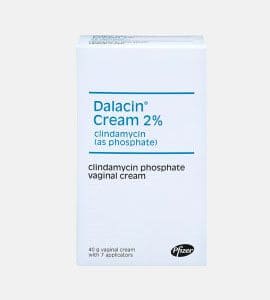 Dalacin®
Cream 2%
clindamycin
(as phosphate)
clindamycin phosphate
vaginal cream
40 g vaginal cream
with 7 applicators
Pfizer